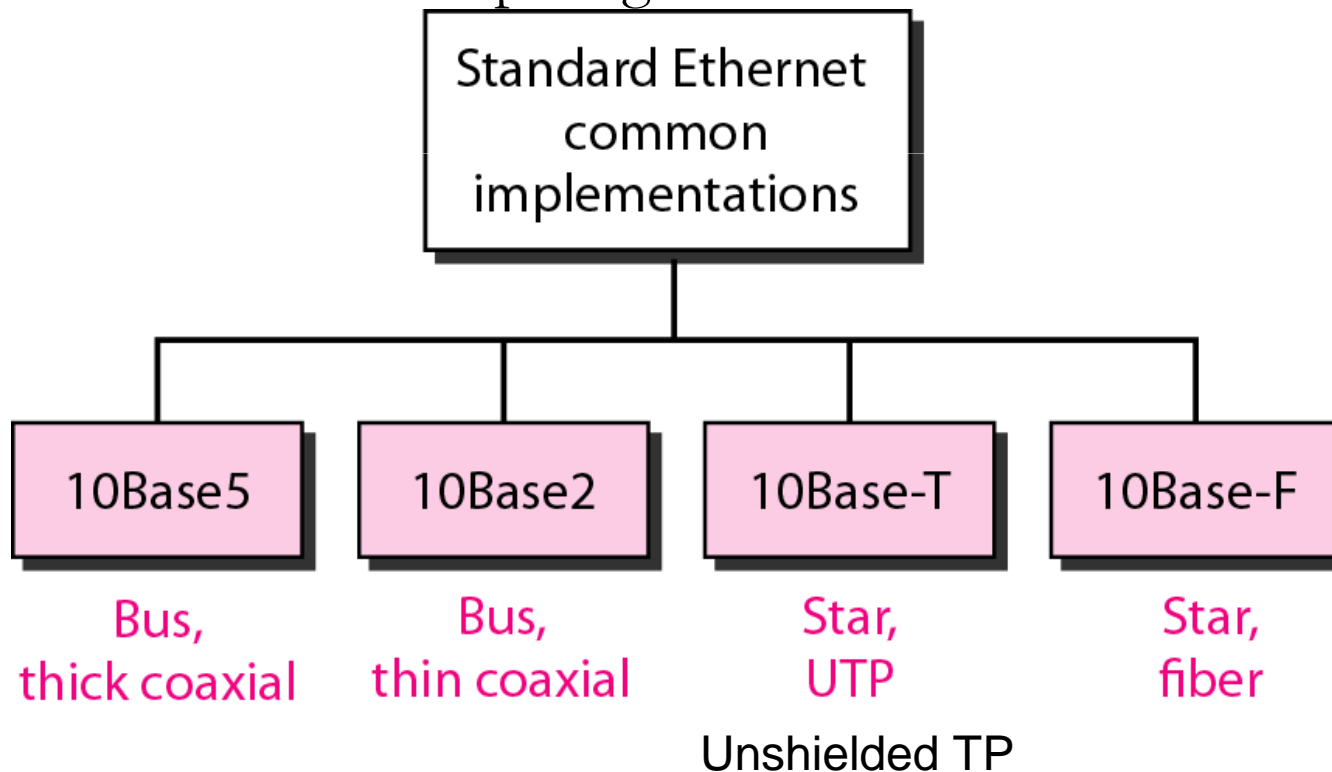 Standard Ethernet
common
implementations
10Base5
10Base2
10Base-T
10Base-F
Bus,
thick coaxial
Bus,
thin coaxial
Star,
UTP
Star,
fiber
Unshielded TP